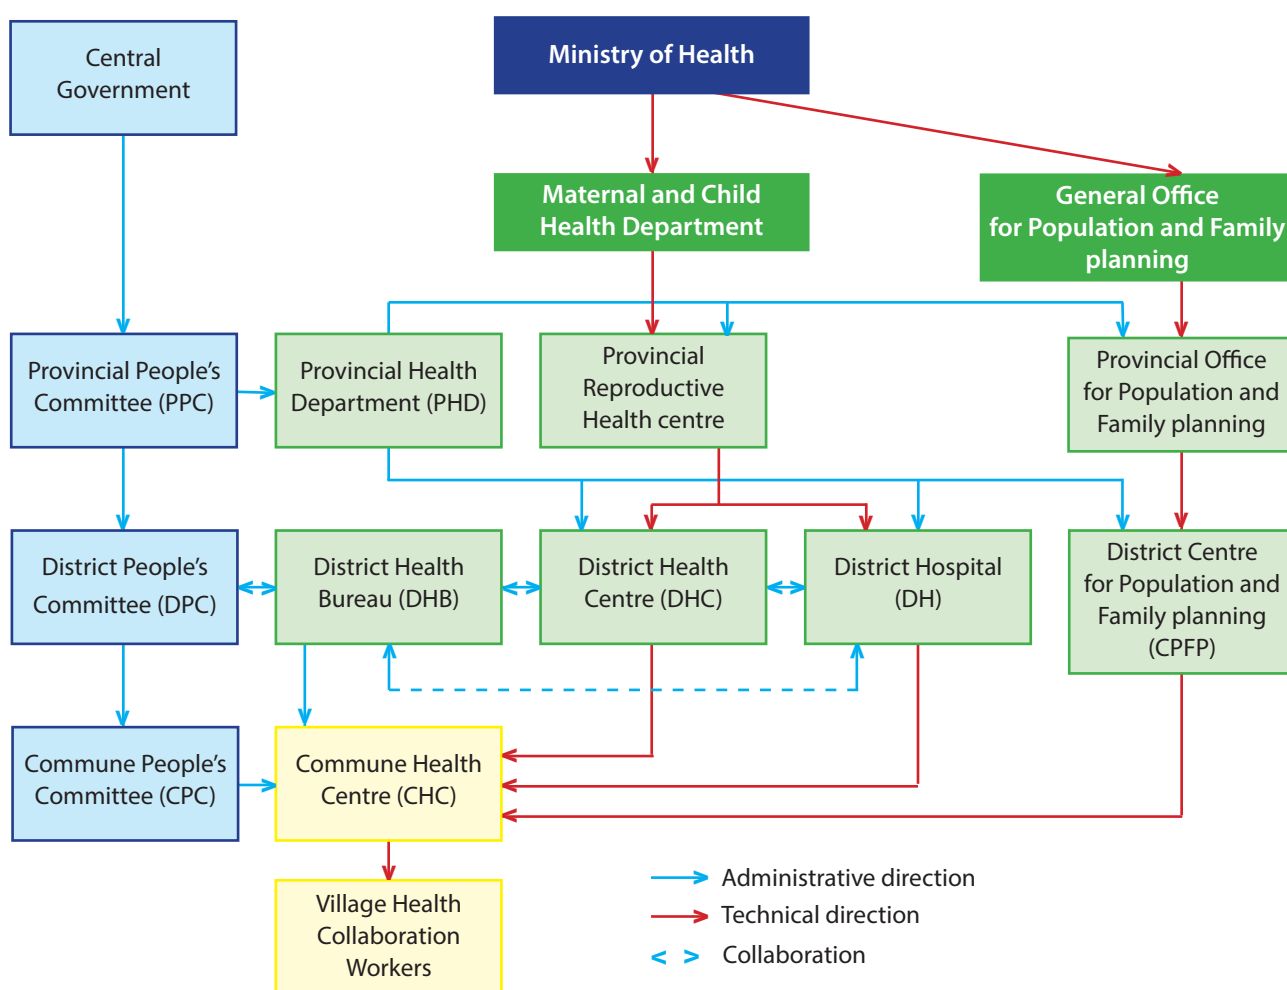 Central
Government
Ministry of Health
Maternal and Child
Health Department
General Office
for Population and Family
planning
Provincial People's
Committee (PPC)
Provincial Health
Department (PHD)
Provincial
Reproductive
Health centre
Provincial Office
for Population and
Family planning
District People's
Committee (DPC)
District Health
Bureau (DHB)
District Health
Centre (DHC)
District Hospital
(DH)
District Centre
for Population and
Family planning
(CPFP)
Commune People's
Committee (CPC)
Commune Health
Centre (CHC)
Village Health
Collaboration
Workers
Administrative direction
Technical direction
Collaboration